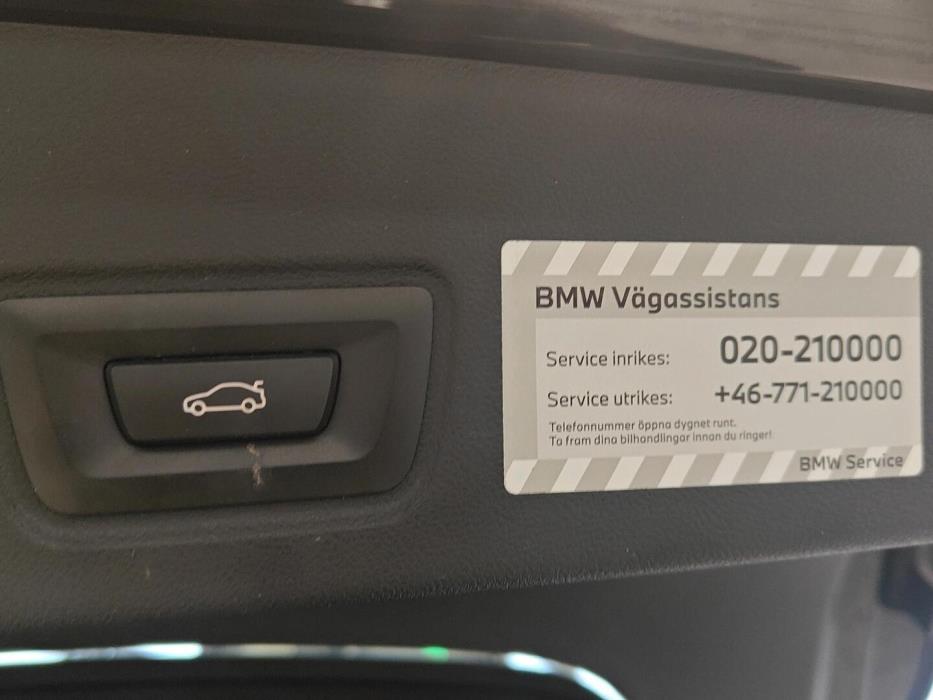 BMW Vägassistans
Service inrikes: 020-210000
Service utrikes: +46-771-210000
Telefonnummer öppna dygnet runt.
Ta fram dina bilhandlingar innan du ringer!
BMW Service